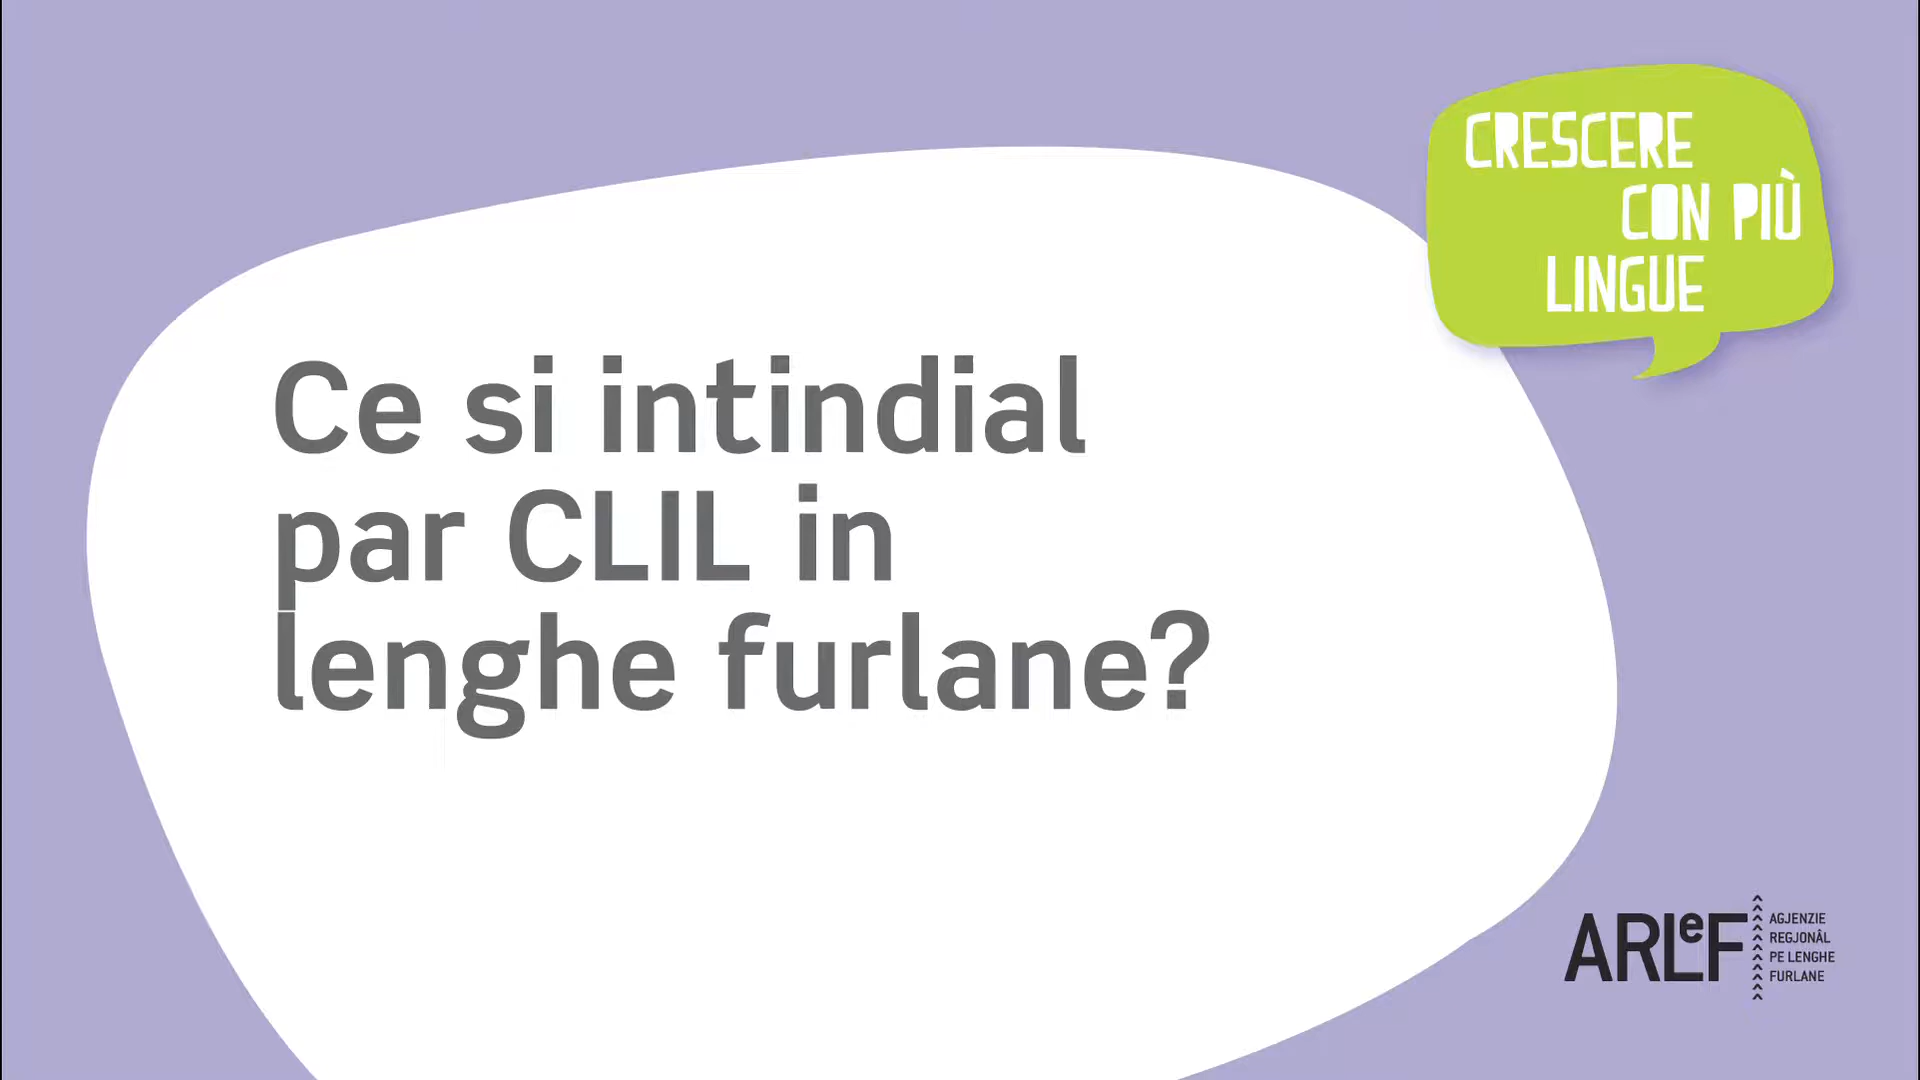 CRESCERE
CON PIÙ
LINGUE
Ce si intindial
par CLIL in
lenghe furlane?
ARLeF
AGJENZIE
REGJONÂL
PE LENGHE
FURLANE